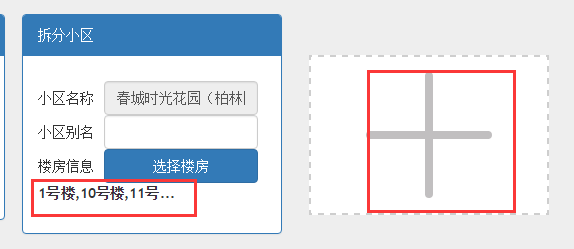 拆分小区
小区名称 春城时光花园（柏林
小区别名
楼房信息 选择楼房
1号楼,10号楼,11号...